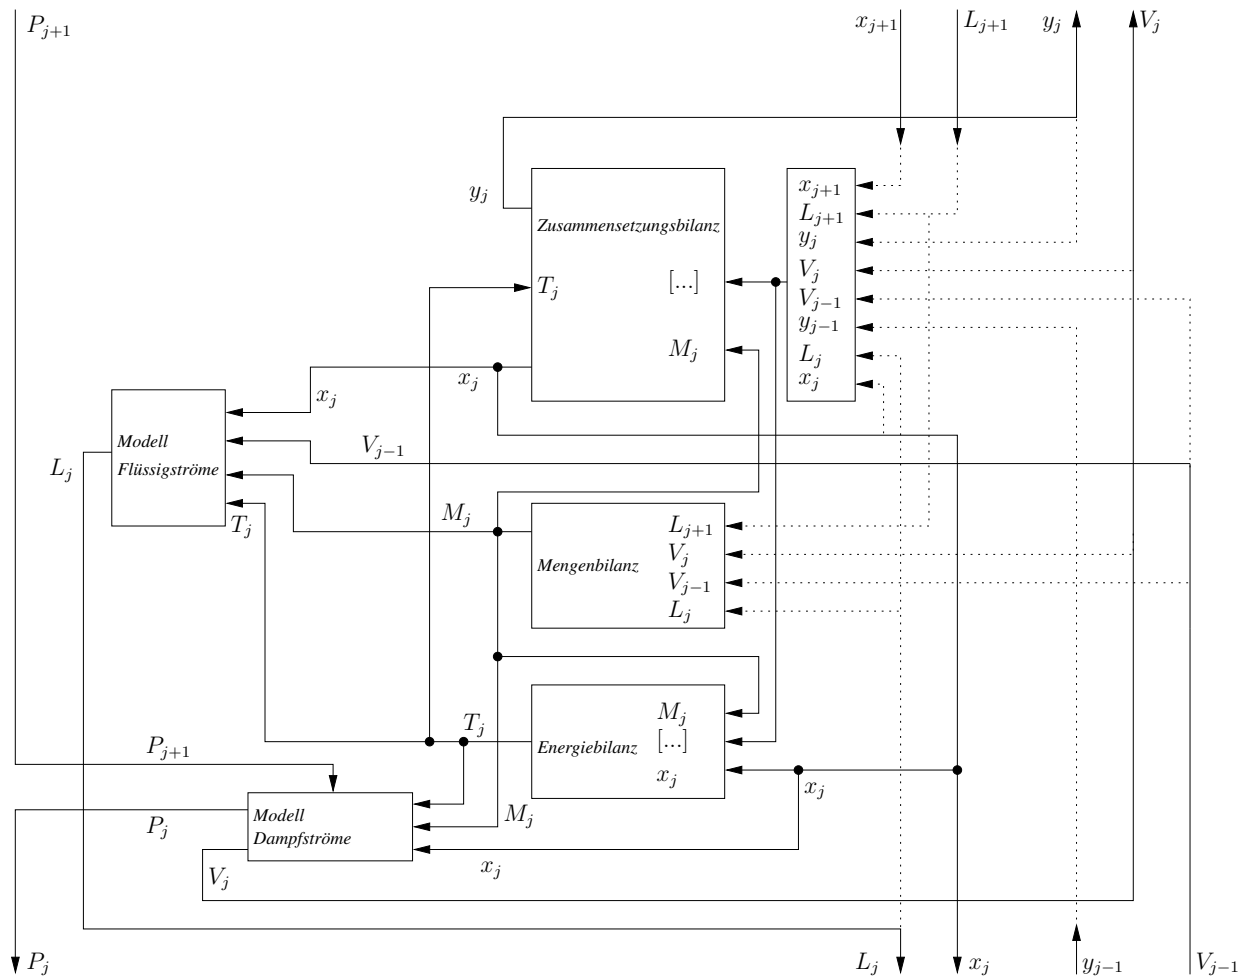 P_{j+1}
x_{j+1}
L_{j+1}
y_j
V_j
y_j
Zusammensetzungsbilanz
T_j
[...]
M_j
x_{j+1}
L_{j+1}
y_j
V_j
V_{j-1}
y_{j-1}
L_j
x_j
x_j
x_j
Modell
Flüssigströme
L_j
V_{j-1}
T_j
M_j
Mengenbilanz
L_{j+1}
V_j
V_{j-1}
L_j
T_j
Energiebilanz
M_j
[...]
x_j
x_j
P_{j+1}
Modell
Dampfströme
P_j
M_j
x_j
V_j
P_j
L_j
x_j
y_{j-1}
V_{j-1}